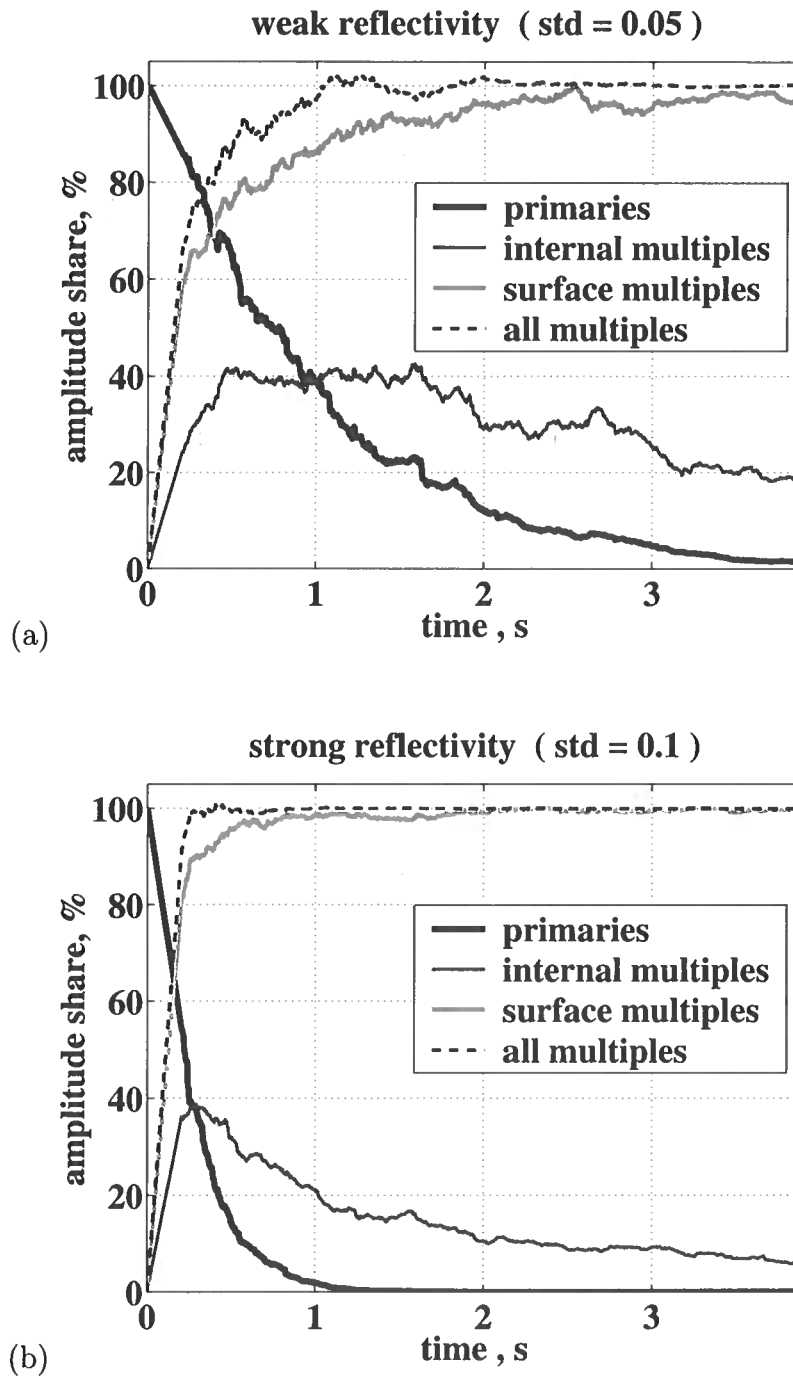 weak reflectivity ( std = 0.05 )
100
80
60
40
20
0
amplitude share, %
primaries
internal multiples
surface multiples
all multiples
0 1 2 3
time , s
(a)
strong reflectivity ( std = 0.1 )
100
80
60
40
20
0
amplitude share, %
primaries
internal multiples
surface multiples
all multiples
0 1 2 3
time , s
(b)